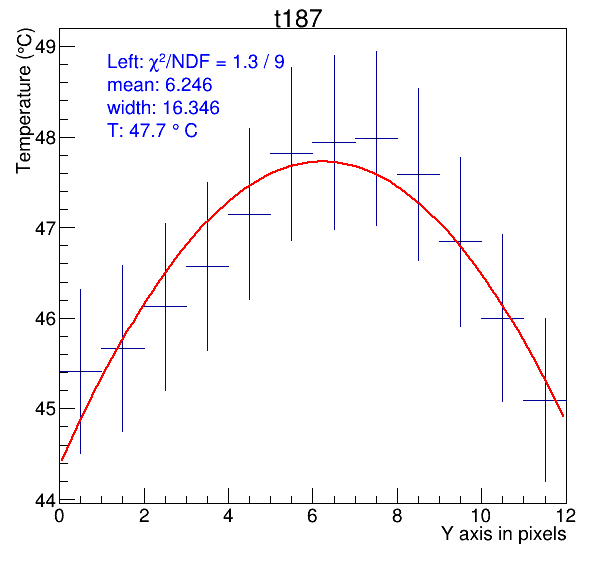 t187
Temperature (°C)
Left: χ²/NDF = 1.3 / 9
mean: 6.246
width: 16.346
T: 47.7 ° C
49
48
47
46
45
44
0 2 4 6 8 10 12
Y axis in pixels